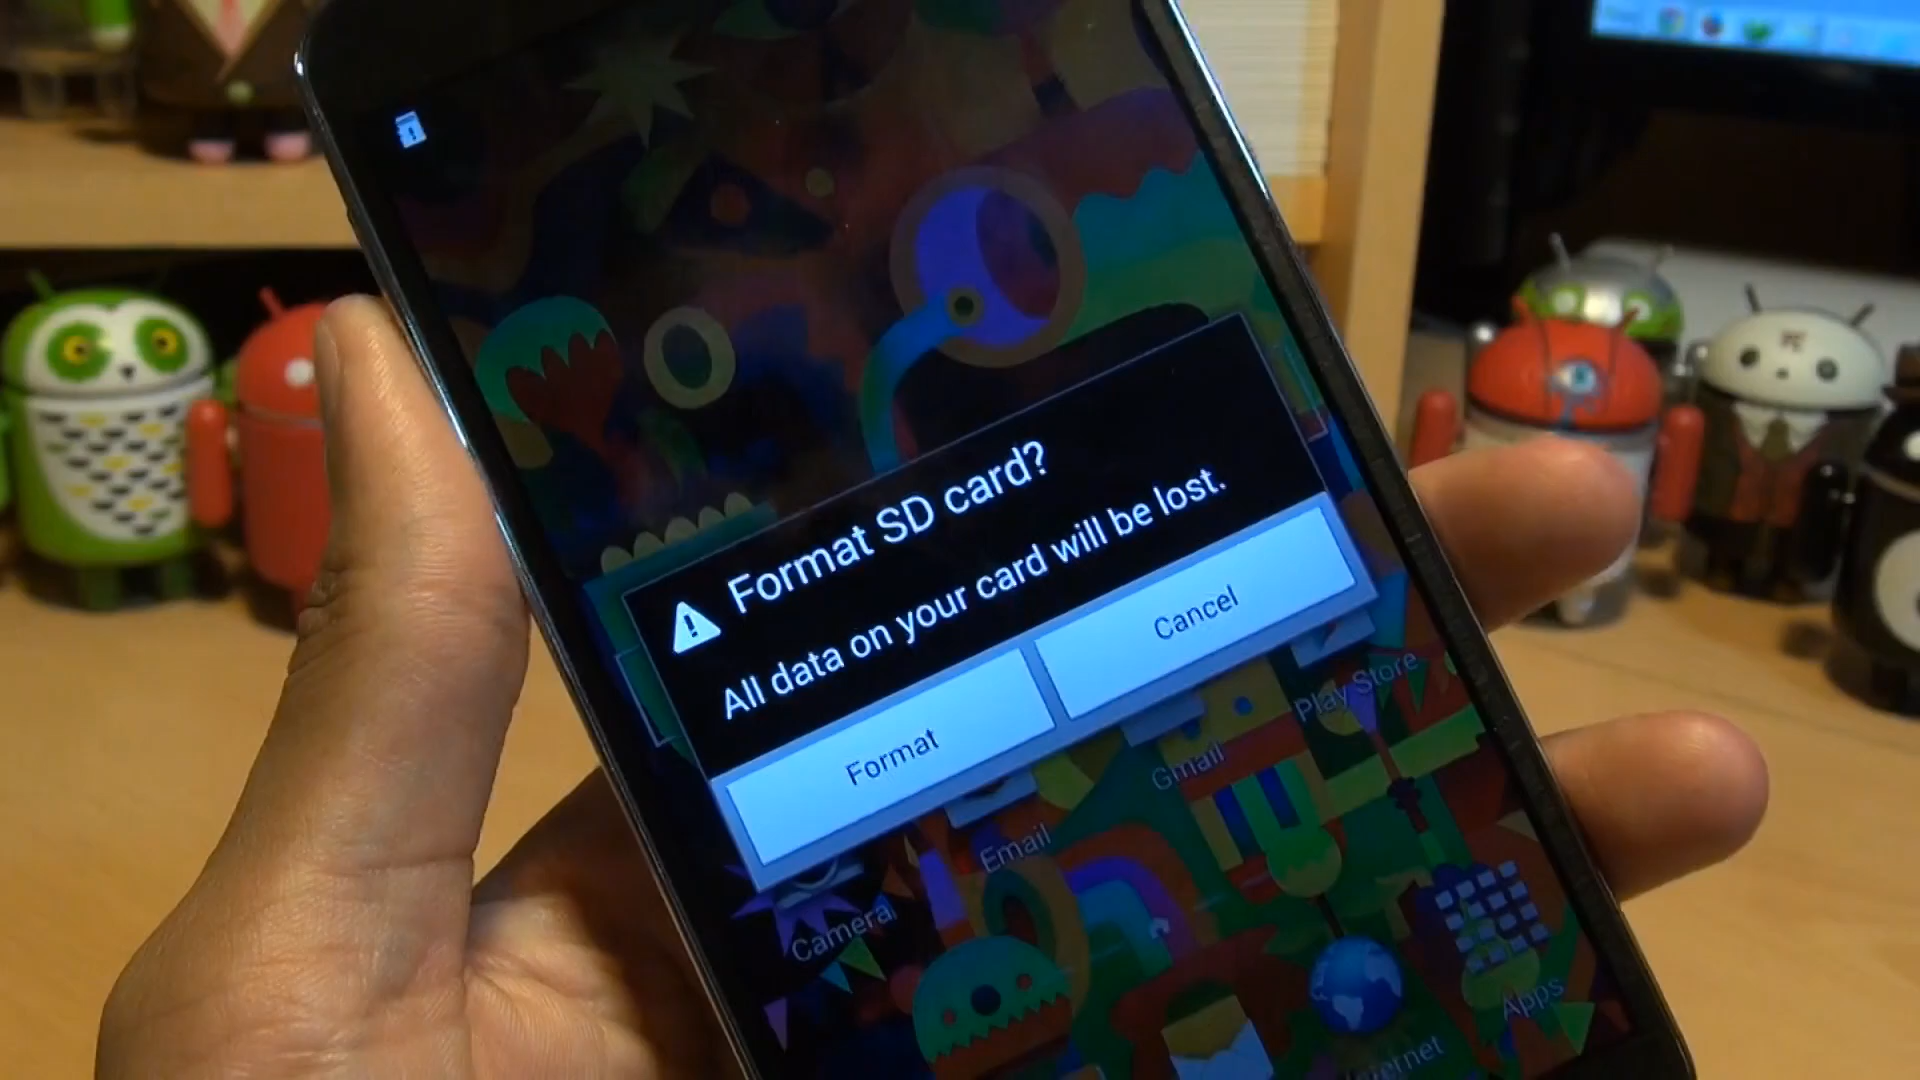 Format SD card?
All data on your card will be lost.
Format
Cancel
Camera
Email
Gmail
Play Store
Internet
Apps